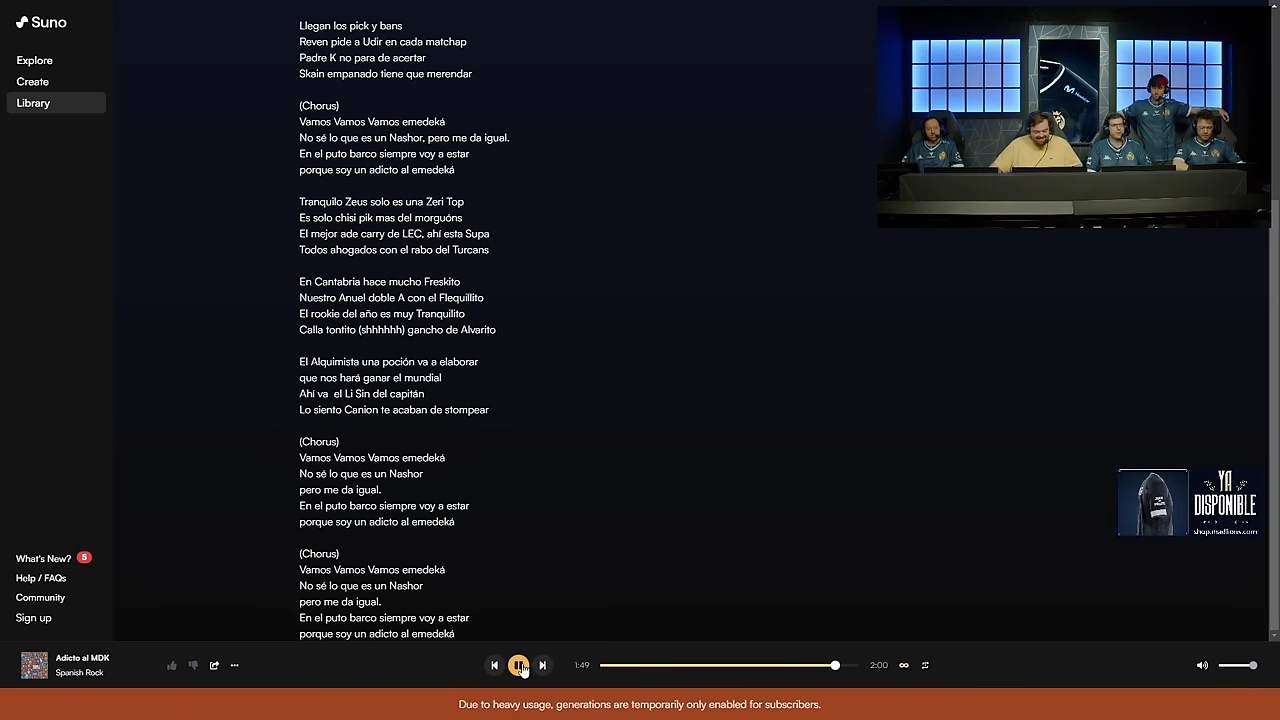 Suno
Explore
Create
Library
Llegan los pick y bans
Reven pide a Udir en cada matchap
Padre K no para de acertar
Skain empanado tiene que merendar
(Chorus)
Vamos Vamos Vamos emedeká
No sé lo que es un Nashor, pero me da igual.
En el puto barco siempre voy a estar
porque soy un adicto al emedeká
Tranquilo Zeus solo es una Zeri Top
Es solo chisi pik mas del morguóns
El mejor ade carry de LEC, ahí esta Supa
Todos ahogados con el rabo del Turcans
En Cantabria hace mucho Freskito
Nuestro Anuel doble A con el Flequillito
El rookie del año es muy Tranquilito
Calla tontito (shhhhhh) gancho de Alvarito
El Alquimista una poción va a elaborar
que nos hará ganar el mundial
Ahí va el Li Sin del capitán
Lo siento Canion te acaban de stompear
(Chorus)
Vamos Vamos Vamos emedeká
No sé lo que es un Nashor
pero me da igual.
En el puto barco siempre voy a estar
porque soy un adicto al emedeká
(Chorus)
Vamos Vamos Vamos emedeká
No sé lo que es un Nashor
pero me da igual.
En el puto barco siempre voy a estar
porque soy un adicto al emedeká
Movistar
YA
DISPONIBLE
shop.madlions.com
What's New? 5
Help / FAQs
Community
Sign up
Adicto al MDK
Spanish Rock
1:49
2:00
Due to heavy usage, generations are temporarily only enabled for subscribers.